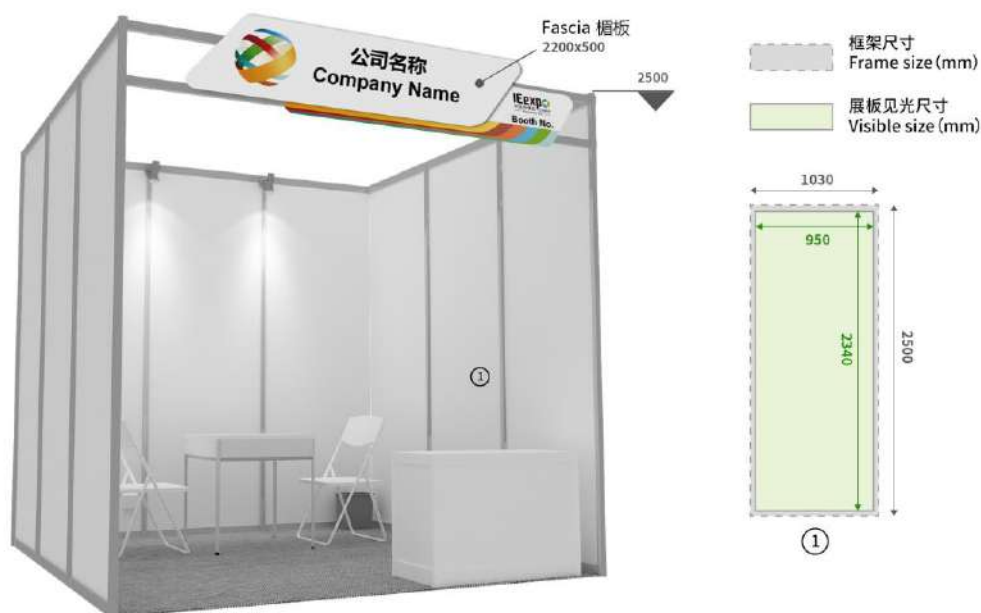 Fascia 楣板
2200x500
公司名称
Company Name
IEexpo
Booth No.
2500
框架尺寸
Frame size(mm)
展板见光尺寸
Visible size(mm)
1030
950
2340
2500
①
①